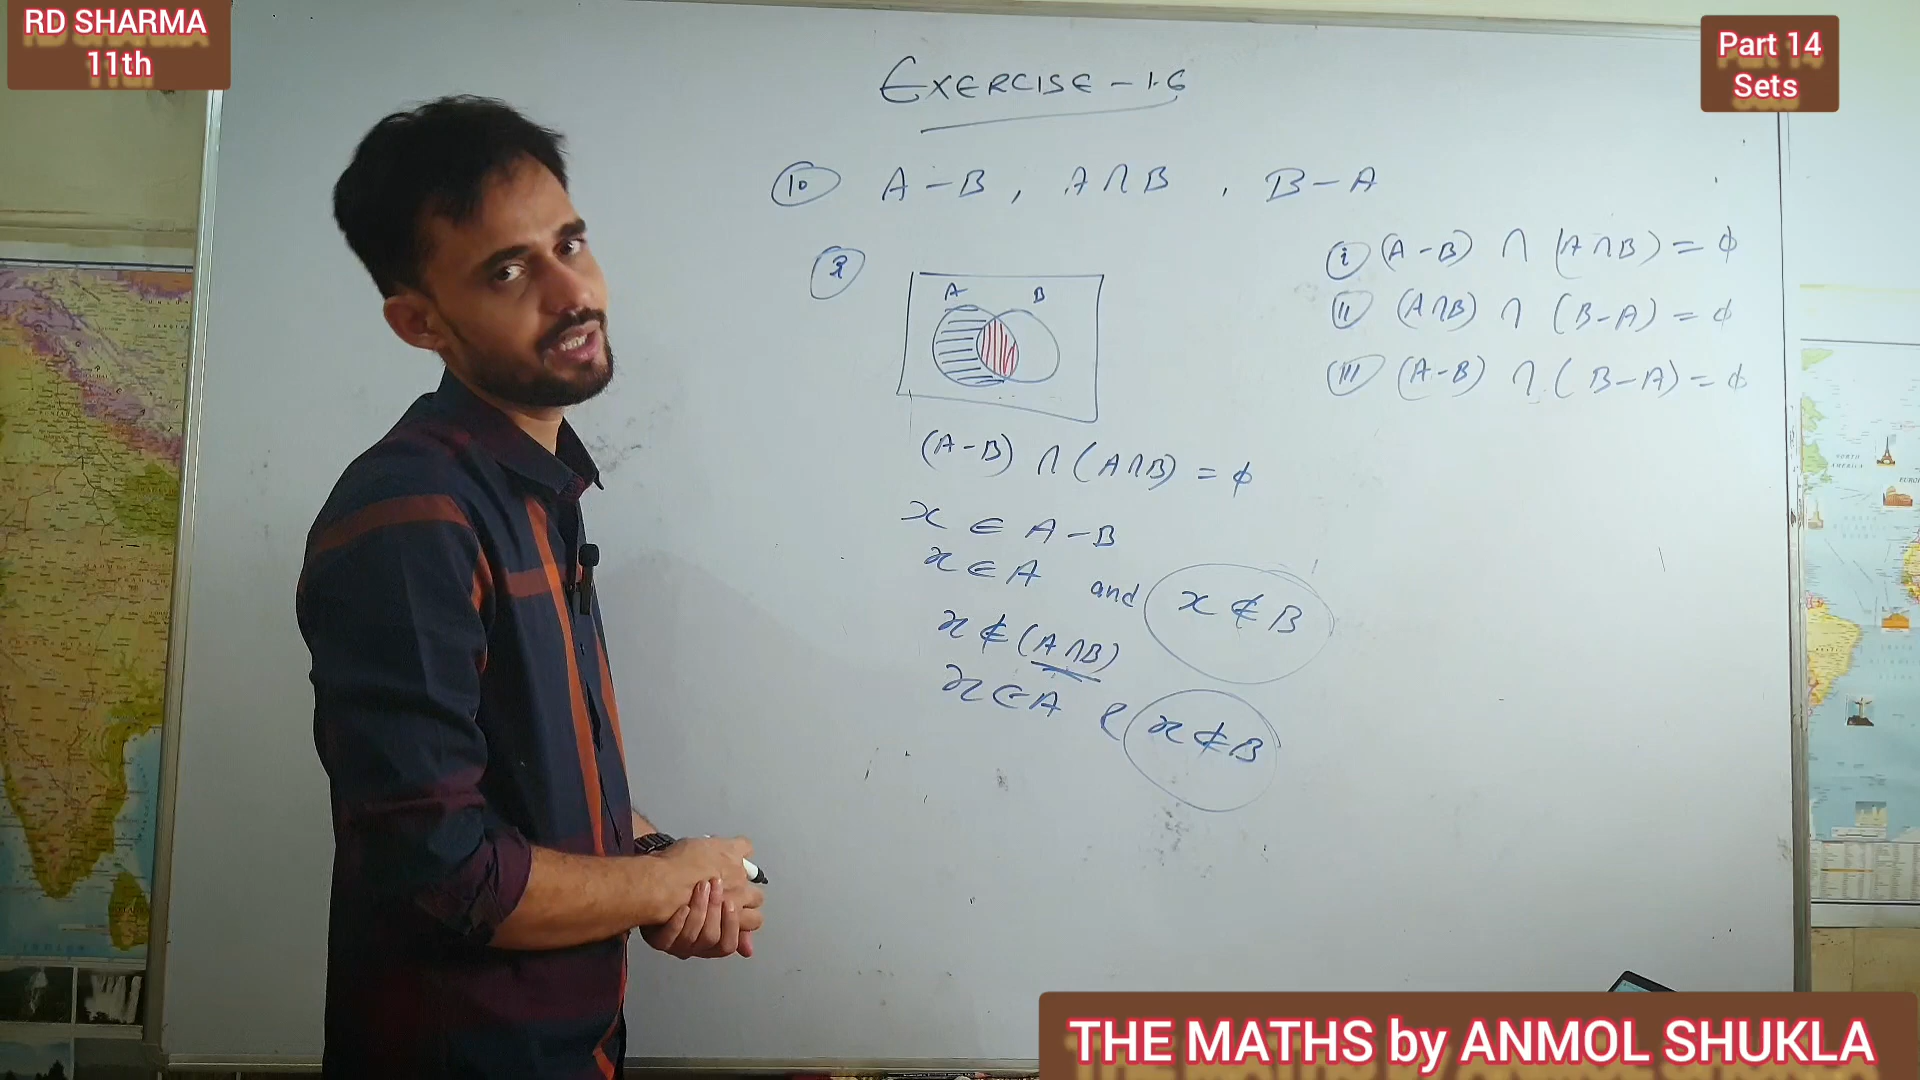 RD SHARMA
11th
Part 14
Sets
EXERCISE - 1.6
10 A - B , A ∩ B , B - A
i
A B
(A - B) ∩ (A ∩ B) = ϕ
x ∈ A - B
x ∈ A and x ∉ B
x ∉ (A ∩ B)
x ∈ A & x ∉ B
i (A - B) ∩ (A ∩ B) = ϕ
ii (A ∩ B) ∩ (B - A) = ϕ
iii (A - B) ∩ (B - A) = ϕ
THE MATHS by ANMOL SHUKLA